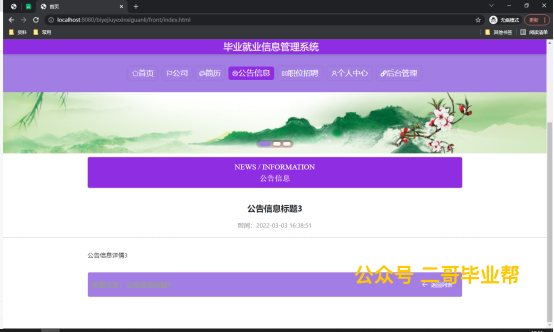 首页
localhost:8080/biyejiuyexinxiguanli/front/index.html
无痕模式
更新
资料
常用
其他书签
阅读清单
毕业就业信息管理系统
首页
公司
简历
公告信息
职位招聘
个人中心
后台管理
NEWS / INFORMATION
公告信息
公告信息标题3
时间：2022-03-03 16:38:51
公告信息详情3
公众号 二哥毕业帮
返回列表